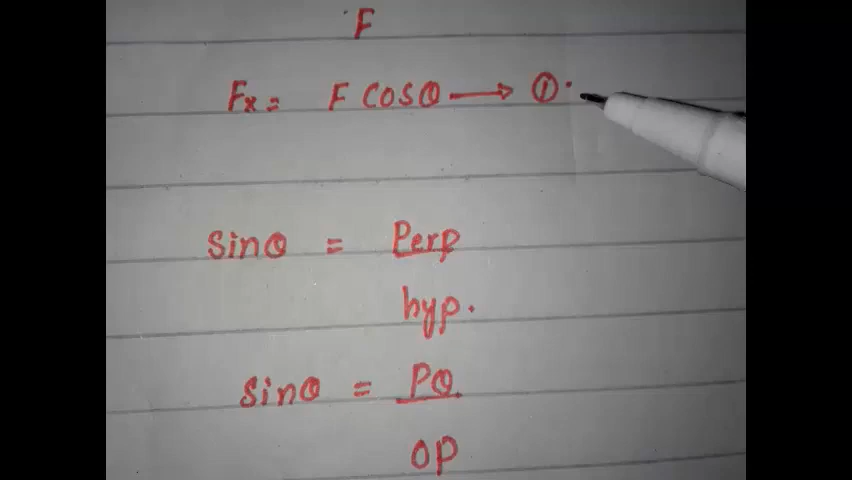 F
Fx = F Cosθ → ①
Sinθ = Perp
hyp.
Sinθ = PQ
OP